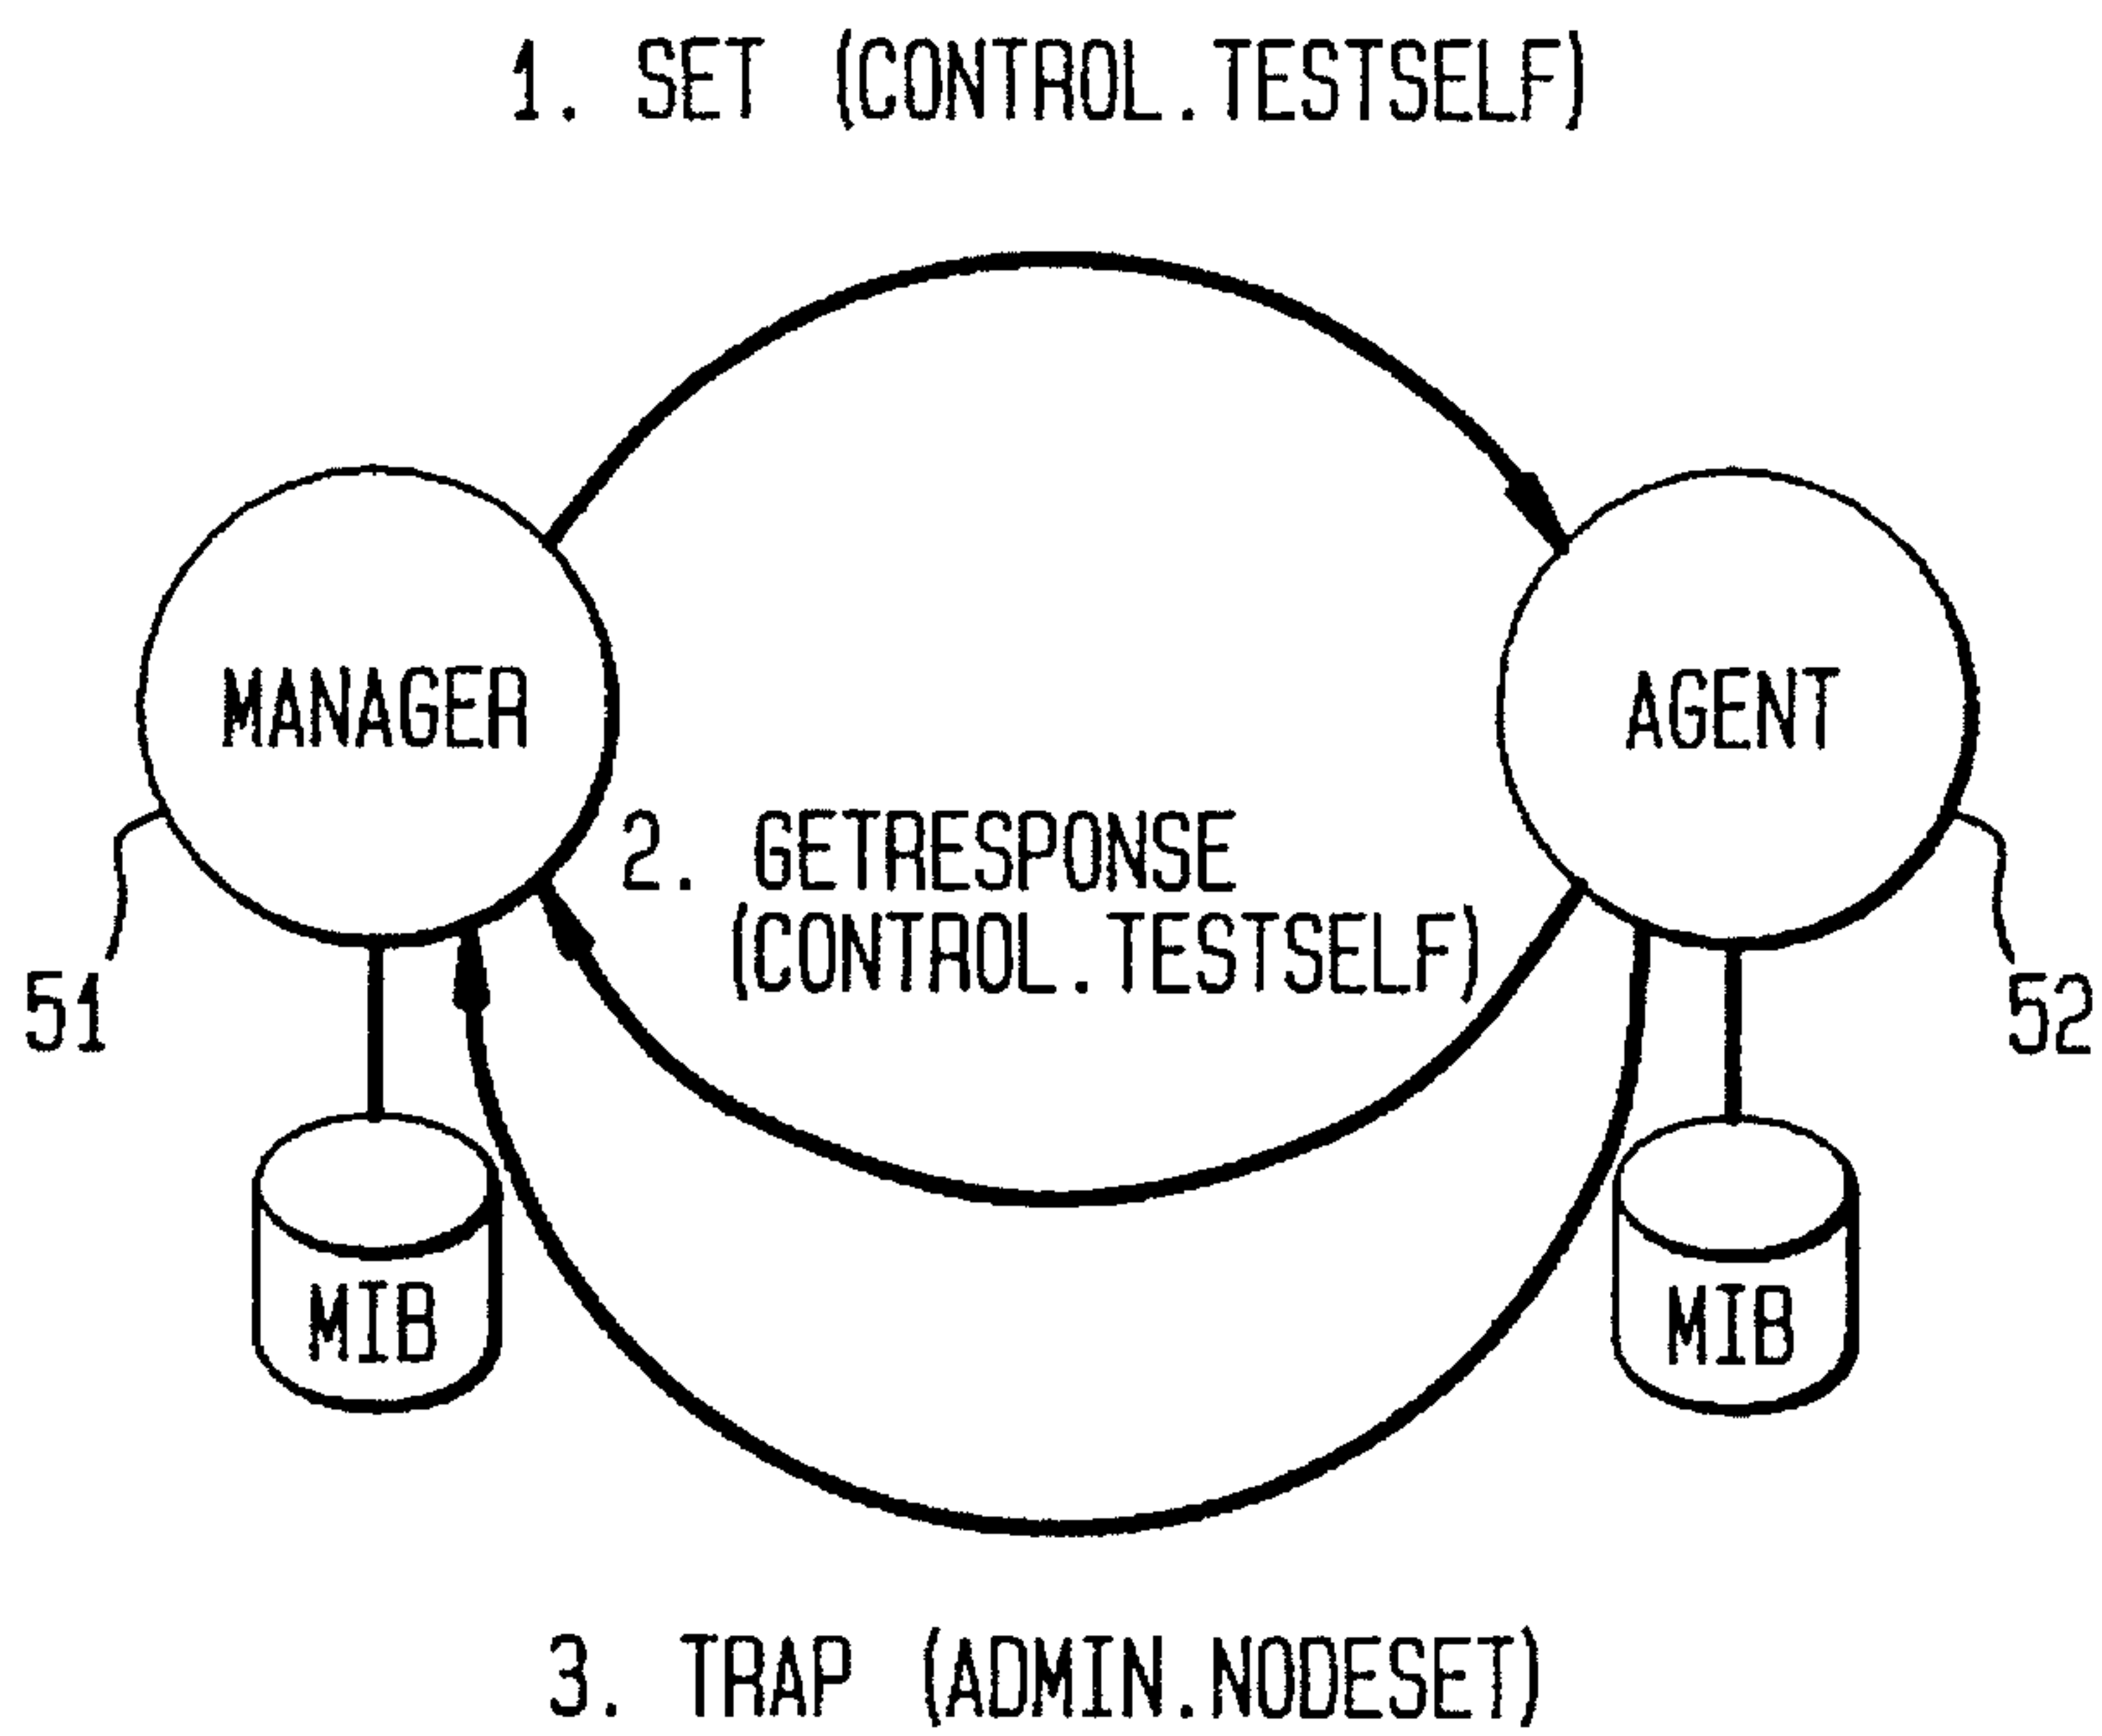 1. SET (CONTROL.TESTSELF)
MANAGER
AGENT
2. GETRESPONSE
(CONTROL.TESTSELF)
51
52
MIB
MIB
3. TRAP (ADMIN.NODESET)